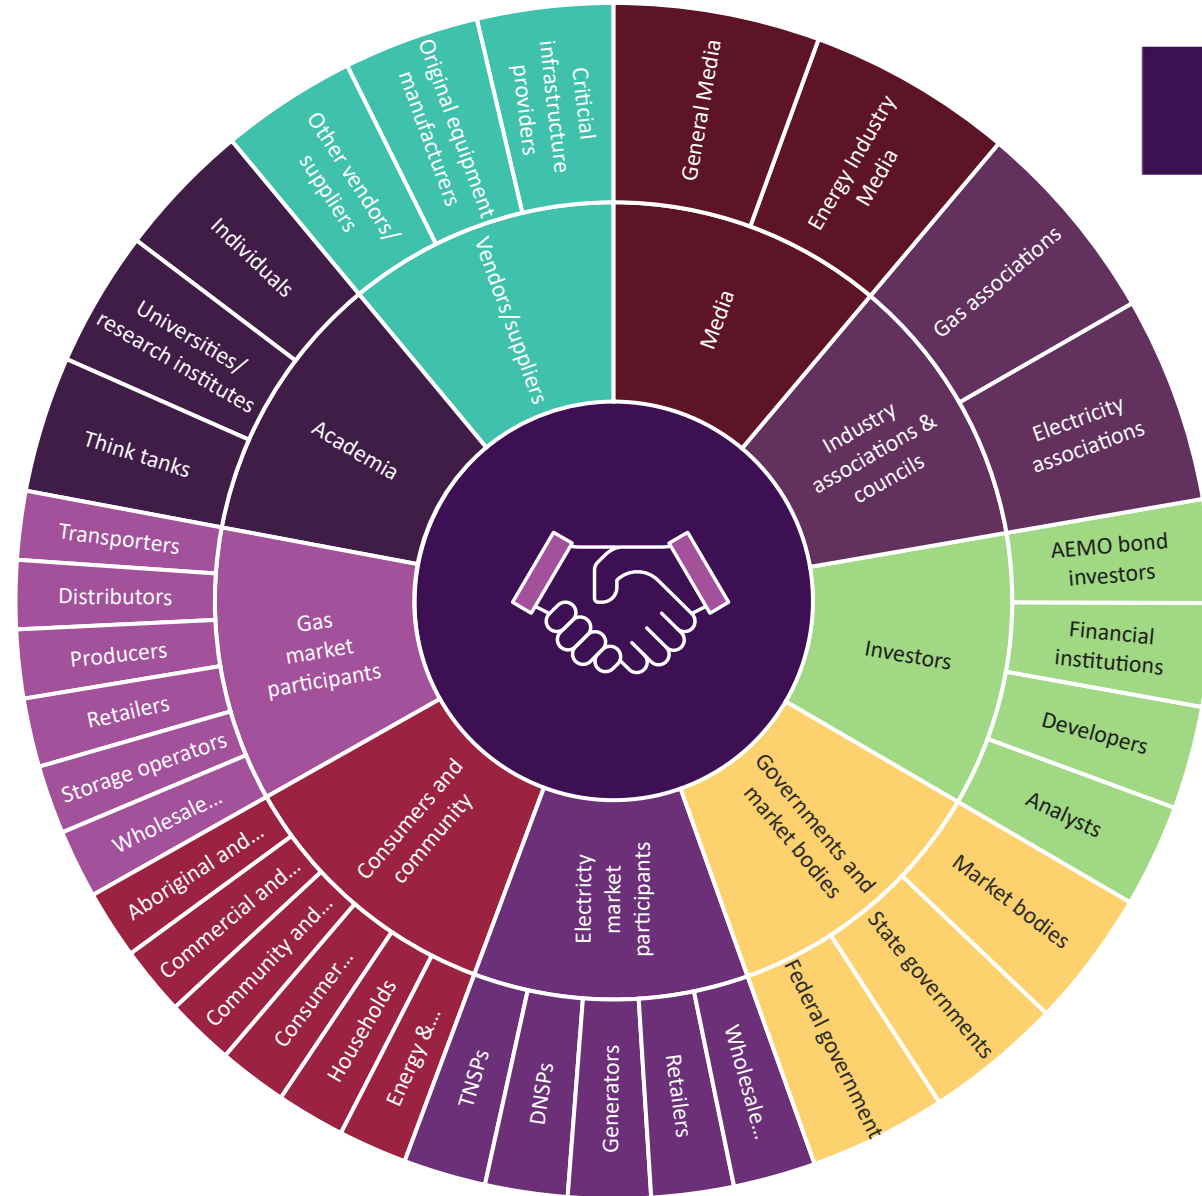 General Media
Energy Industry
Media
Media
Gas associations
Electricity
associations
Industry
associations &
councils
AEMO bond
investors
Financial
institutions
Developers
Analysts
Investors
Market bodies
State governments
Federal government
Governments and
market bodies
Wholesale...
Retailers
Generators
DNSPs
TNSPs
Electricty
market
participants
Energy &...
Households
Consumer...
Community and...
Commercial and...
Aboriginal and...
Consumers and
community
Wholesale...
Storage operators
Retailers
Producers
Distributors
Transporters
Gas
market
participants
Think tanks
Universities/
research institutes
Individuals
Academia
Other vendors/
suppliers
Original equipment
manufacturers
Criticial
infrastructure
providers
Vendors/suppliers